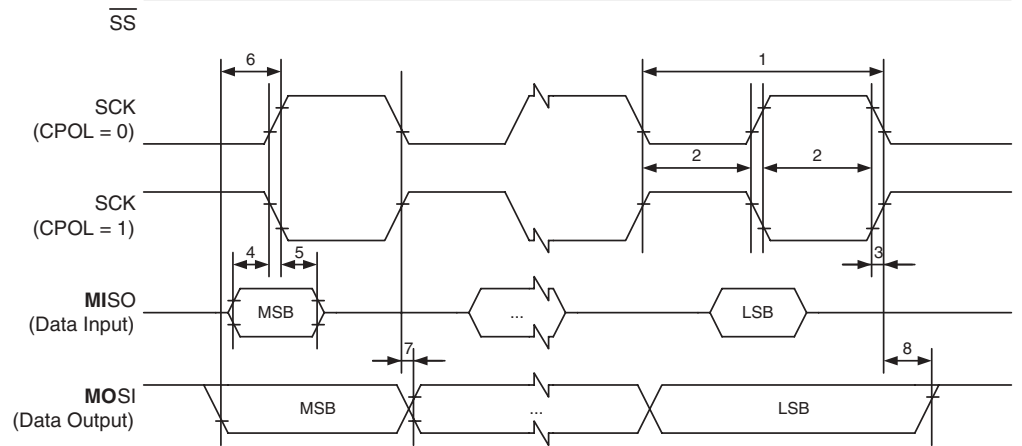 SS
6
1
SCK
(CPOL = 0)
2
2
SCK
(CPOL = 1)
4
5
3
MISO
(Data Input)
MSB
...
LSB
7
8
MOSI
(Data Output)
MSB
...
LSB